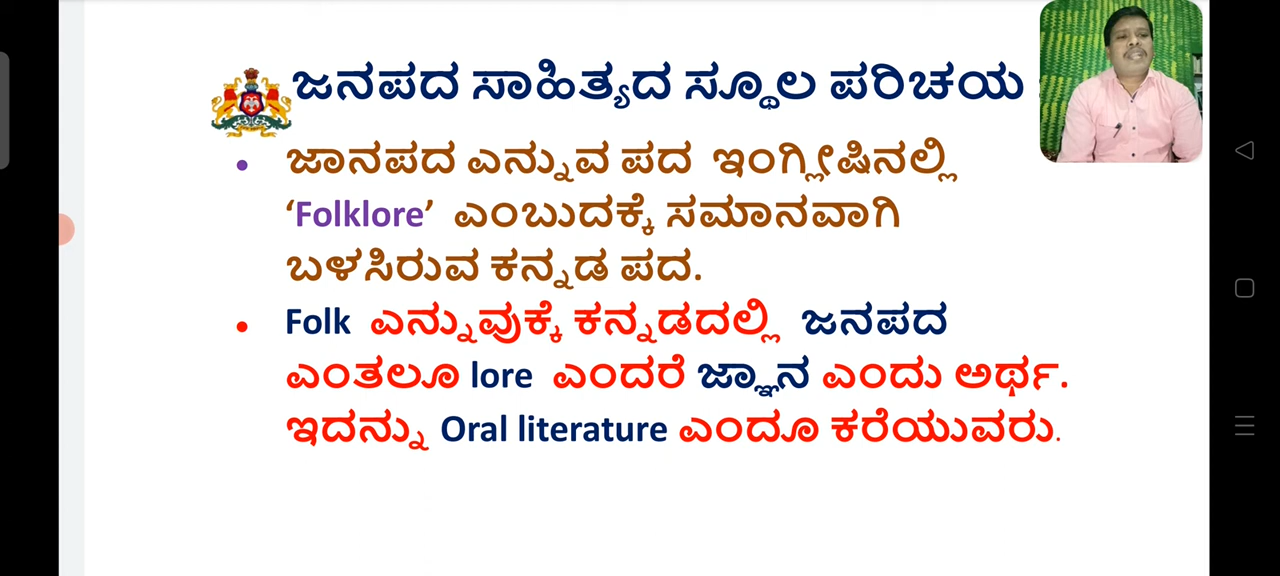 ಜನಪದ ಸಾಹಿತ್ಯದ ಸ್ಥೂಲ ಪರಿಚಯ
• ಜಾನಪದ ಎನ್ನುವ ಪದ ಇಂಗ್ಲೀಷಿನಲ್ಲಿ
‘Folklore’ ಎಂಬುದಕ್ಕೆ ಸಮಾನವಾಗಿ
ಬಳಸಿರುವ ಕನ್ನಡ ಪದ.
• Folk ಎನ್ನುವುಕ್ಕೆ ಕನ್ನಡದಲ್ಲಿ ಜನಪದ
ಎಂತಲೂ lore ಎಂದರೆ ಜ್ಞಾನ ಎಂದು ಅರ್ಥ.
ಇದನ್ನು Oral literature ಎಂದೂ ಕರೆಯುವರು.